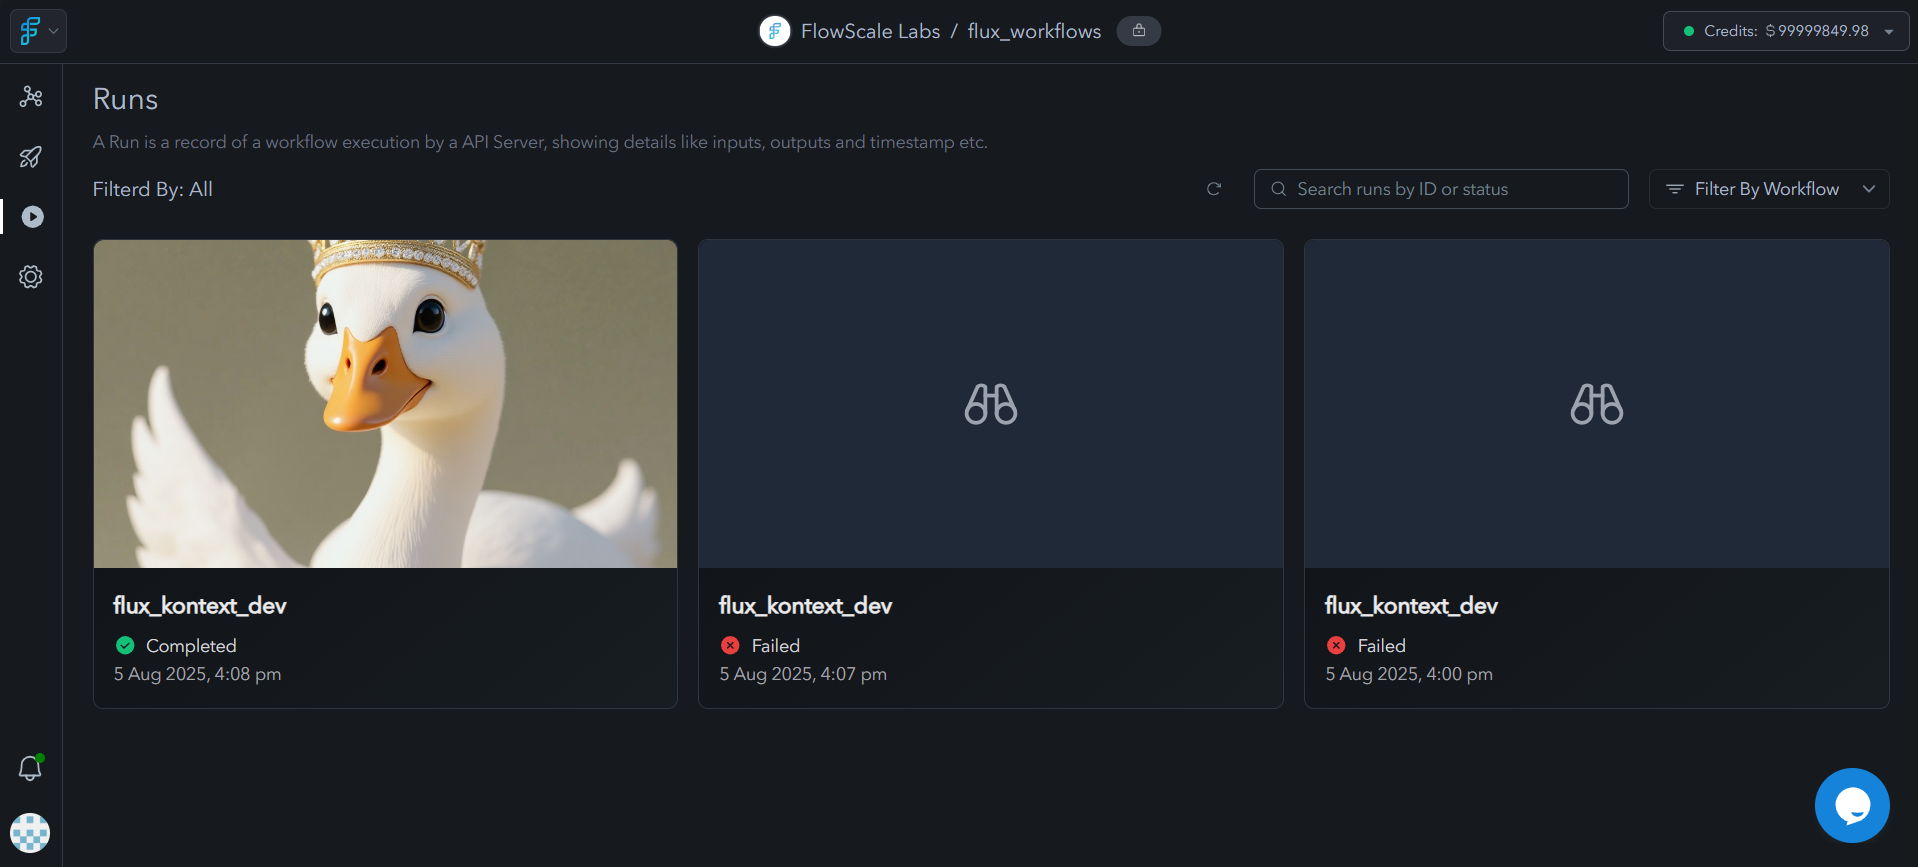 FlowScale Labs / flux_workflows
Credits: $ 99999849.98
Runs
A Run is a record of a workflow execution by a API Server, showing details like inputs, outputs and timestamp etc.
Filterd By: All
Search runs by ID or status
Filter By Workflow
flux_kontext_dev
Completed
5 Aug 2025, 4:08 pm
flux_kontext_dev
Failed
5 Aug 2025, 4:07 pm
flux_kontext_dev
Failed
5 Aug 2025, 4:00 pm